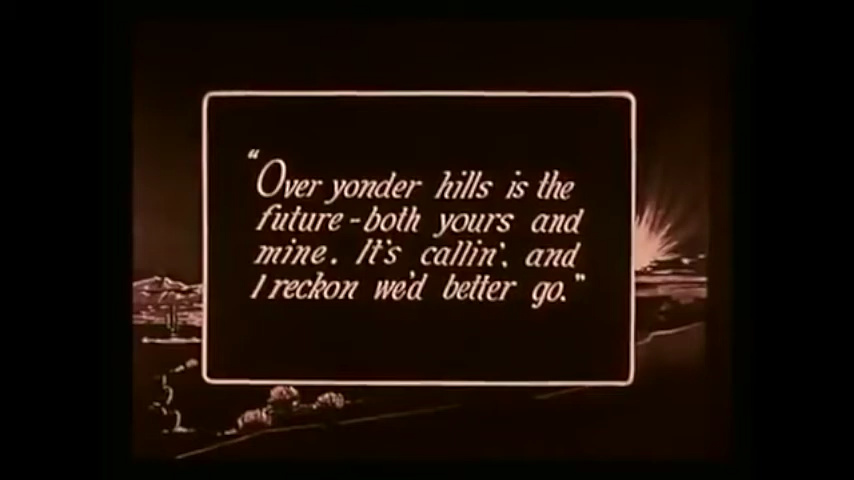 "Over yonder hills is the
future - both yours and
mine. It's callin', and
I reckon we'd better go."